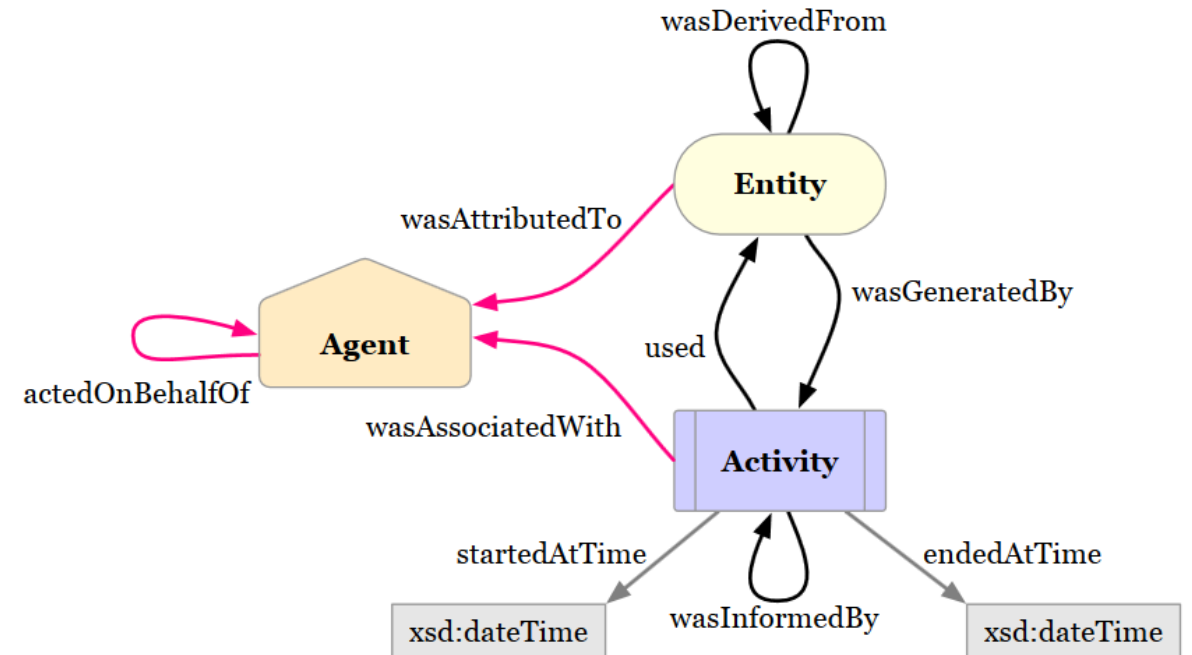 wasDerivedFrom
Entity
wasAttributedTo
wasGeneratedBy
Agent
used
actedOnBehalfOf
wasAssociatedWith
Activity
startedAtTime
endedAtTime
wasInformedBy
xsd:dateTime
xsd:dateTime